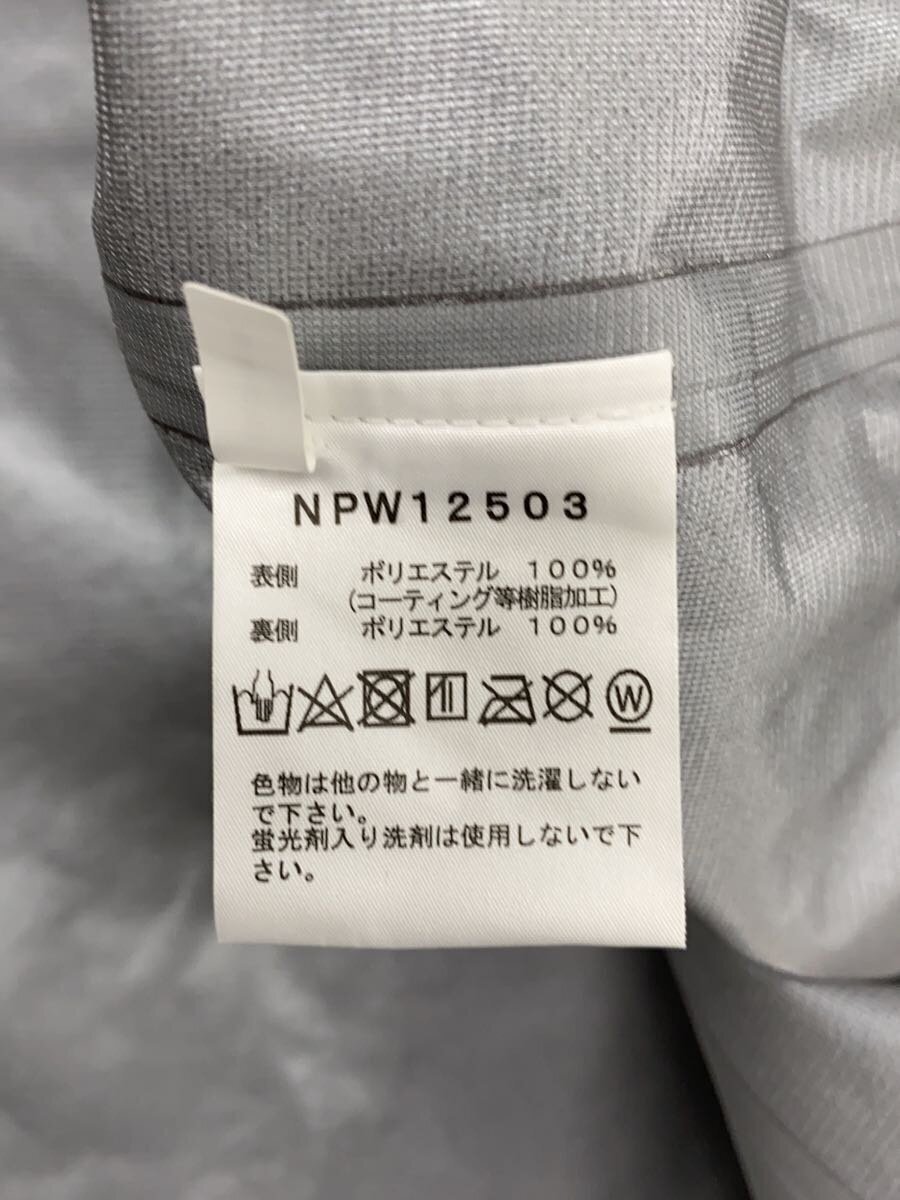 NPW12503
表側 ポリエステル 100%
(コーティング等樹脂加工)
裏側 ポリエステル 100%
W
色物は他の物と一緒に洗濯しない
で下さい。
蛍光剤入り洗剤は使用しないで下
さい。